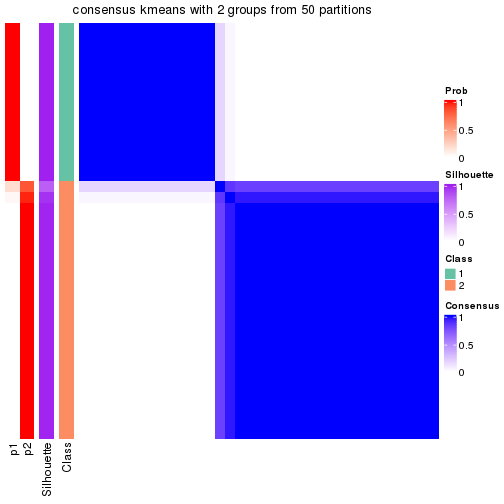 consensus kmeans with 2 groups from 50 partitions
Prob
1
0.5
0
Silhouette
1
0.5
0
Class
1
2
Consensus
1
0.5
0
p1
p2
Silhouette
Class